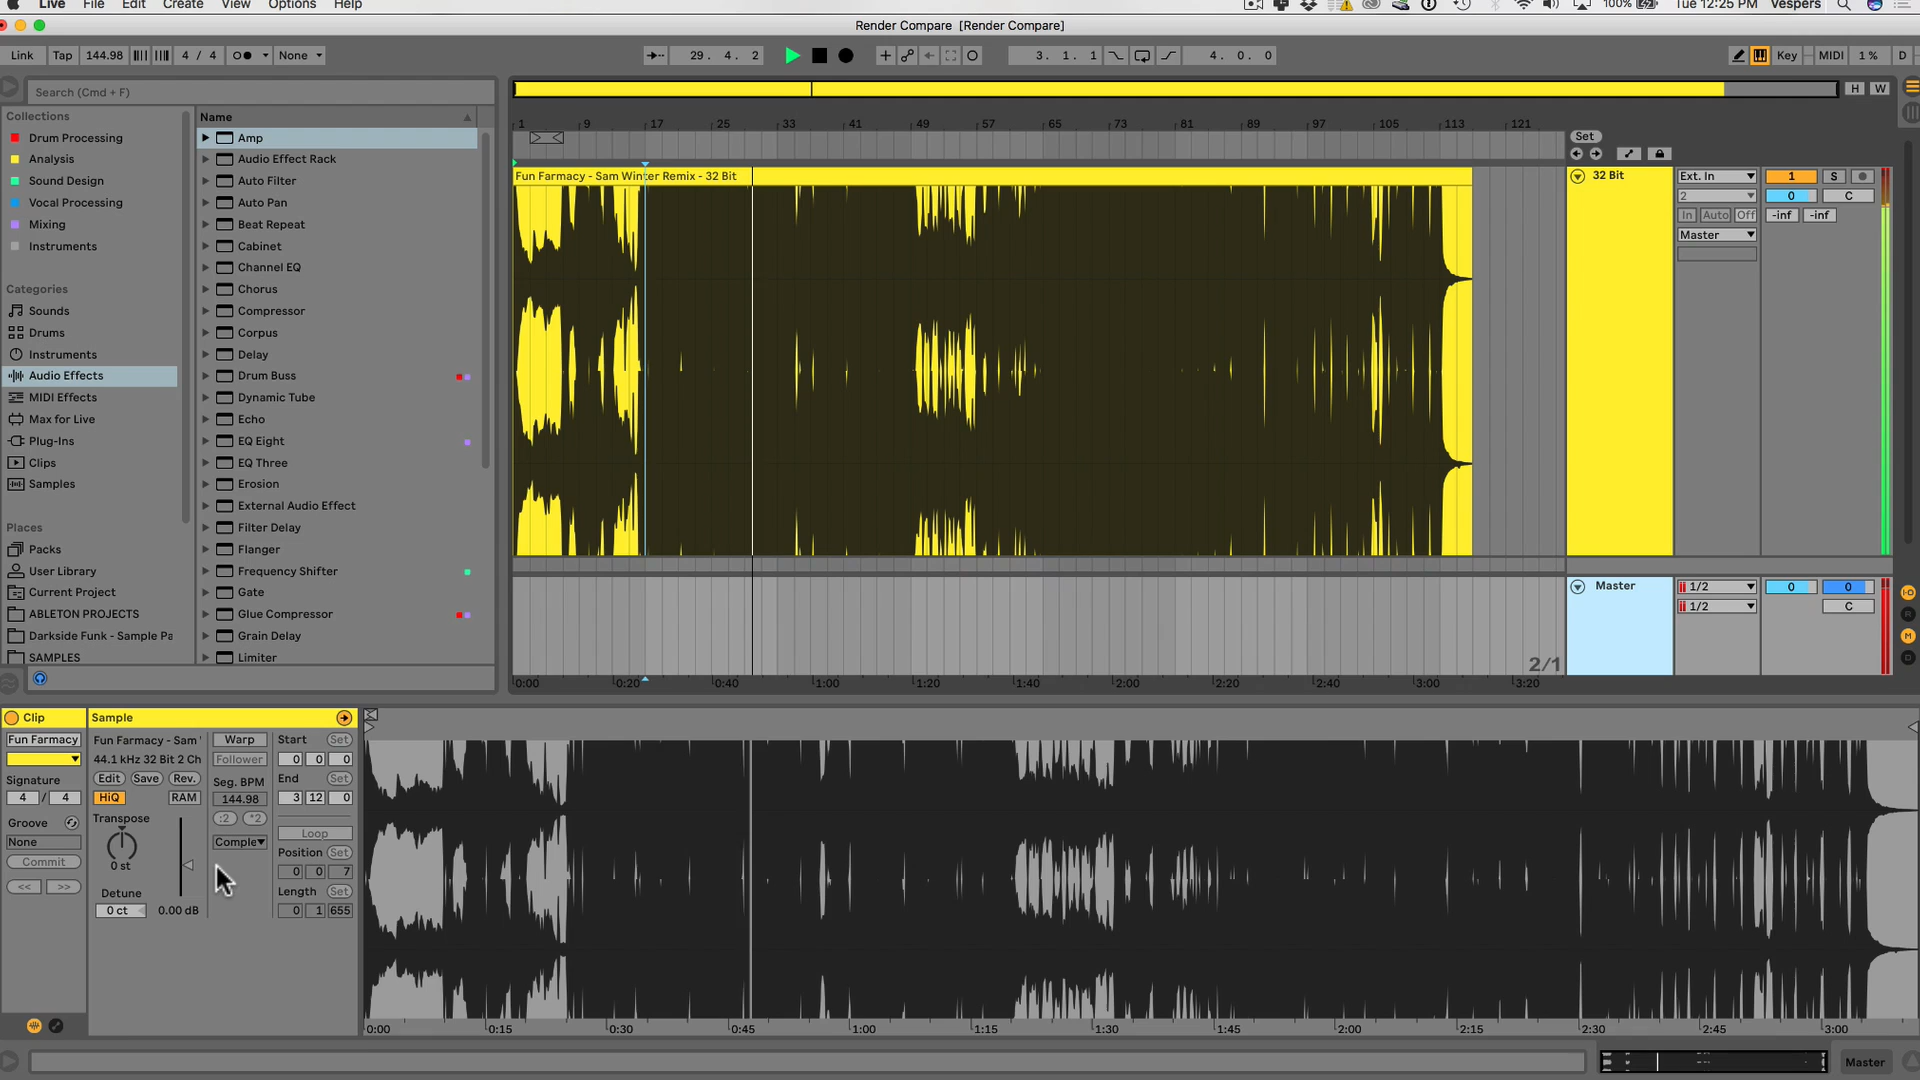 Live File Edit Create View Options Help
100% Tue 12:25 PM Vespers
Render Compare [Render Compare]
Link Tap 144.98 4 / 4 None 29. 4. 2 3. 1. 1 4. 0. 0 Key MIDI 1 % D
Search (Cmd + F)
H W
Collections
Drum Processing
Analysis
Sound Design
Vocal Processing
Mixing
Instruments
Categories
Sounds
Drums
Instruments
Audio Effects
MIDI Effects
Max for Live
Plug-Ins
Clips
Samples
Places
Packs
User Library
Current Project
ABLETON PROJECTS
Darkside Funk - Sample Pa
SAMPLES
Name
Amp
Audio Effect Rack
Auto Filter
Auto Pan
Beat Repeat
Cabinet
Channel EQ
Chorus
Compressor
Corpus
Delay
Drum Buss
Dynamic Tube
Echo
EQ Eight
EQ Three
Erosion
External Audio Effect
Filter Delay
Flanger
Frequency Shifter
Gate
Glue Compressor
Grain Delay
Limiter
1 9 17 25 33 41 49 57 65 73 81 89 97 105 113 121
Set
Fun Farmacy - Sam Winter Remix - 32 Bit
32 Bit
Ext. In 1 S
2 0 C
In Auto Off -inf -inf
Master
Master 1/2 0 0
1/2 C
2/1
0:00 0:20 0:40 1:00 1:20 1:40 2:00 2:20 2:40 3:00 3:20
Clip
Fun Farmacy
Signature
4 / 4
Groove
None
Commit
<< >>
Sample
Fun Farmacy - Sam
44.1 kHz 32 Bit 2 Ch
Edit Save Rev.
HiQ RAM
Transpose
0 st
Detune
0 ct 0.00 dB
Warp
Follower
Seg. BPM
144.98
:2 *2
Comple
Start Set
0 0 0
End Set
3 12 0
Loop
Position Set
0 0 7
Length Set
0 1 655
0:00 0:15 0:30 0:45 1:00 1:15 1:30 1:45 2:00 2:15 2:30 2:45 3:00
Master